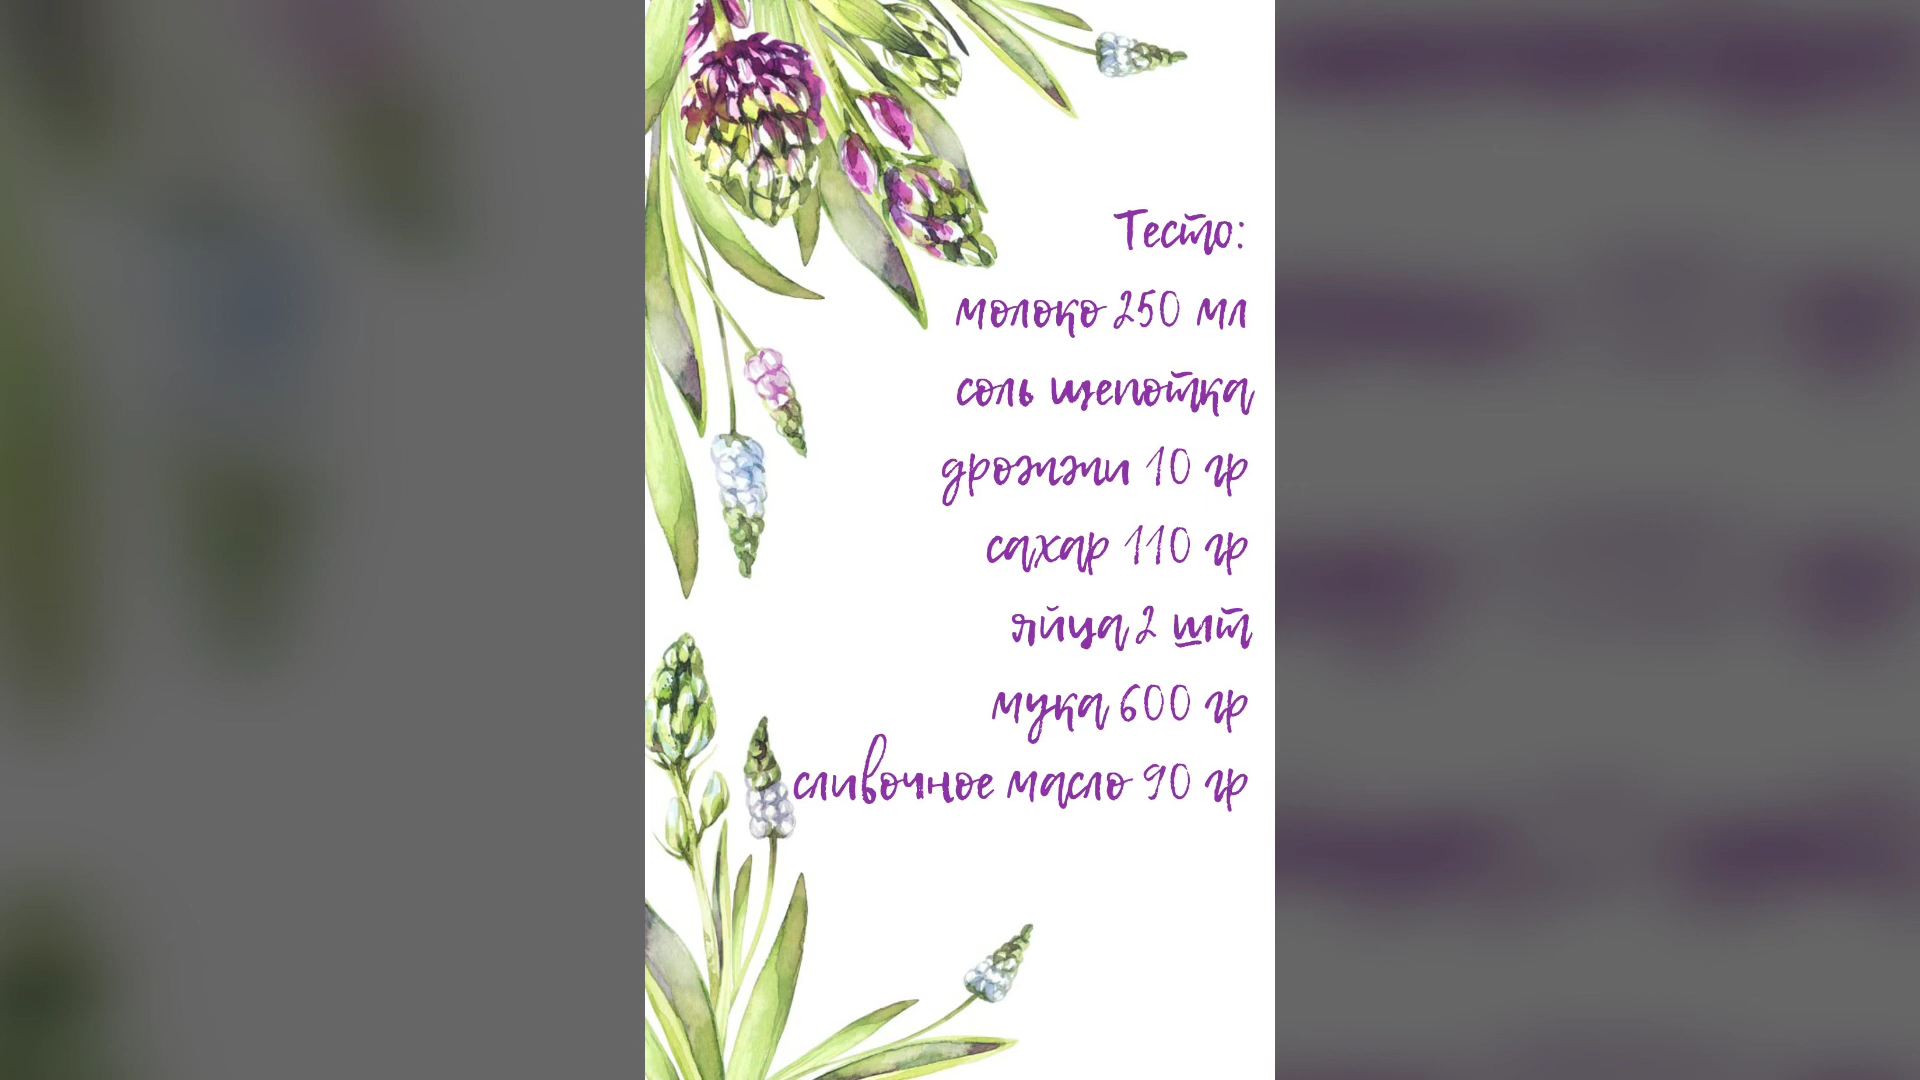 Тесто:
молоко 250 мл
соль щепотка
дрожжи 10 гр
сахар 110 гр
яйца 2 шт
мука 600 гр
сливочное масло 90 гр